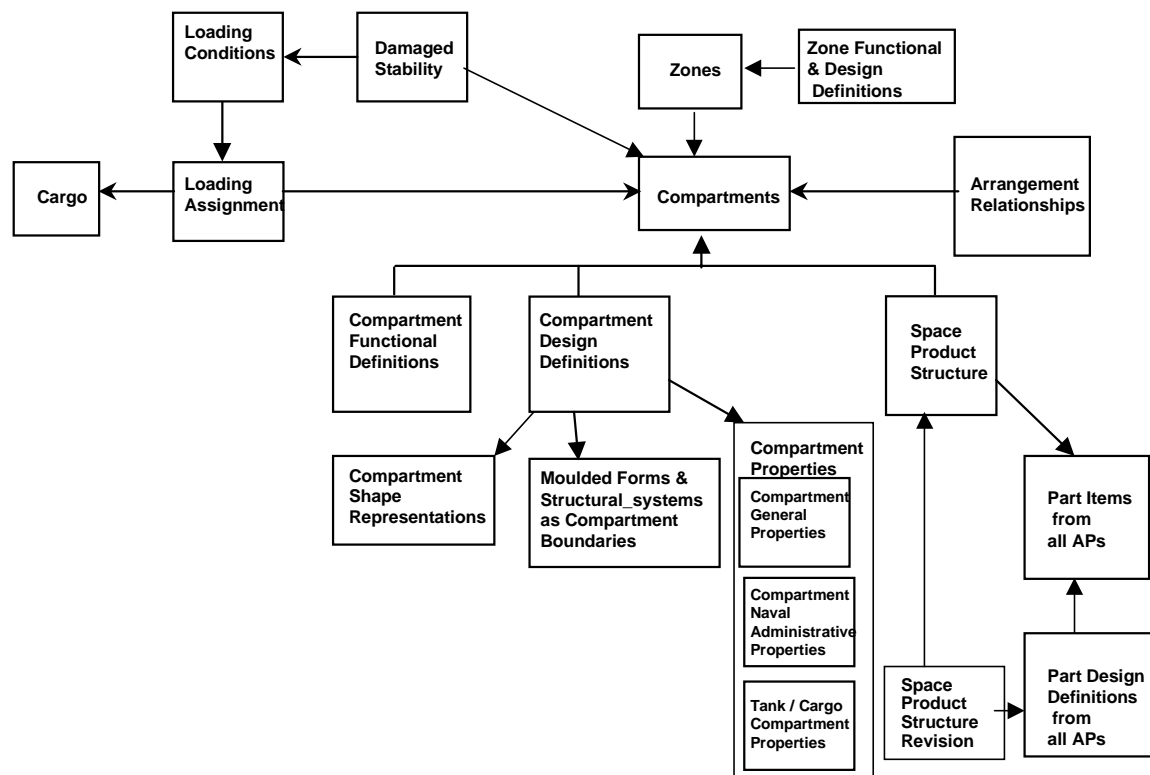 Loading
Conditions
Damaged
Stability
Zones
Zone Functional
& Design
Definitions
Cargo
Loading
Assignment
Compartments
Arrangement
Relationships
Compartment
Functional
Definitions
Compartment
Design
Definitions
Space
Product
Structure
Compartment
Shape
Representations
Moulded Forms &
Structural_systems
as Compartment
Boundaries
Compartment
Properties
Compartment
General
Properties
Compartment
Naval
Administrative
Properties
Tank / Cargo
Compartment
Properties
Part Items
from
all APs
Space
Product
Structure
Revision
Part Design
Definitions
from
all APs